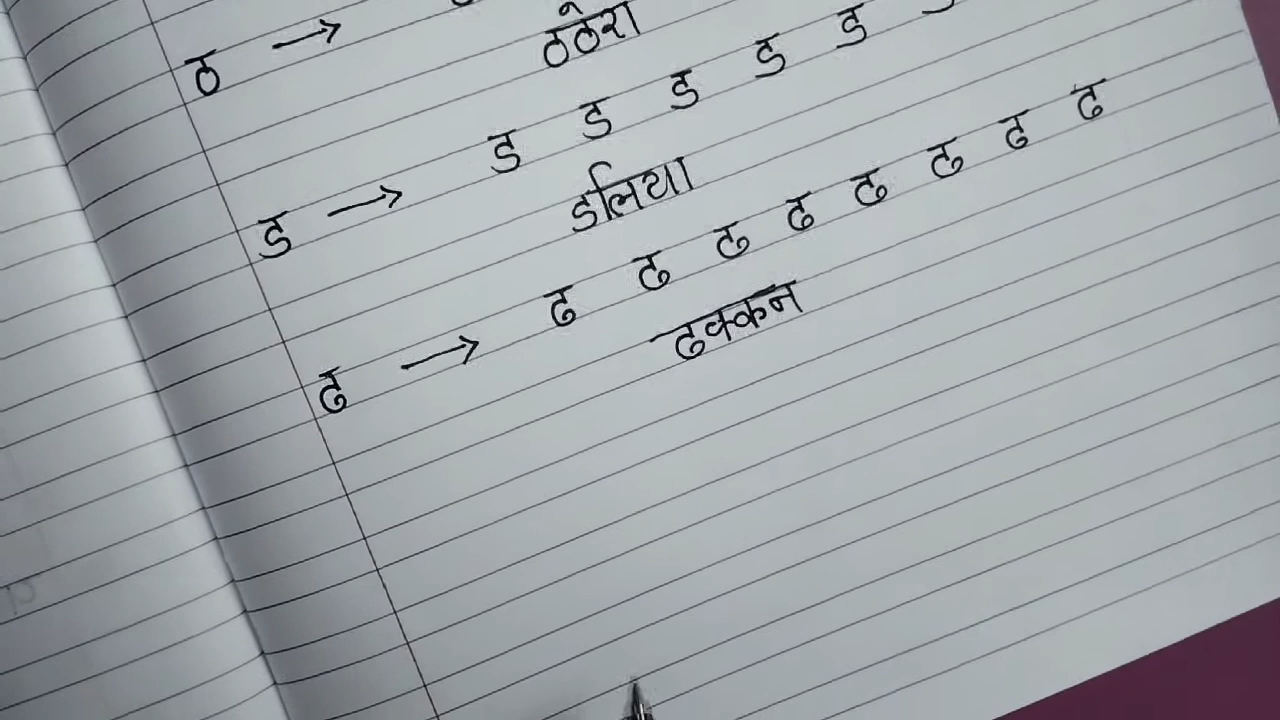 ठ →
ठठेरा
ड → ड ड ड ड ड
डलिया
ढ → ढ ढ ढ ढ ढ ढ ढ ढ
ढक्कन